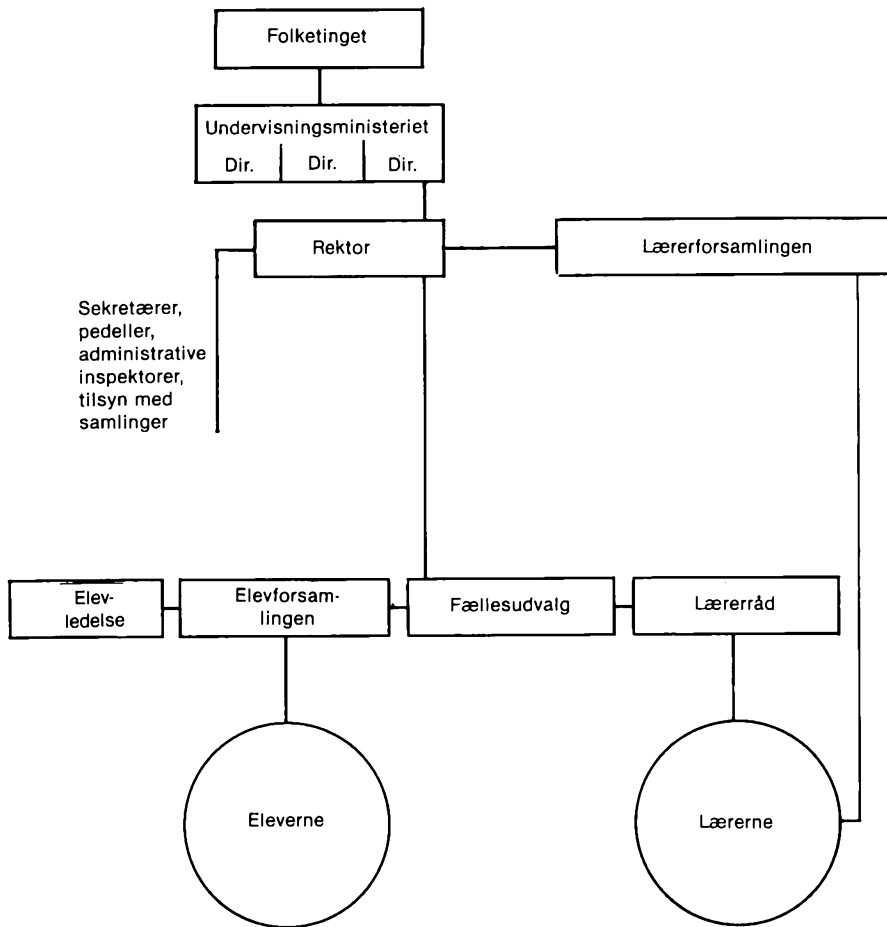 Folketinget
Undervisningsministeriet
Dir. Dir. Dir.
Rektor
Lærerforsamlingen
Sekretærer,
pedeller,
administrative
inspektorer,
tilsyn med
samlinger
Elev-
ledelse
Elevforsam-
lingen
Fællesudvalg
Lærerråd
Eleverne
Lærerne